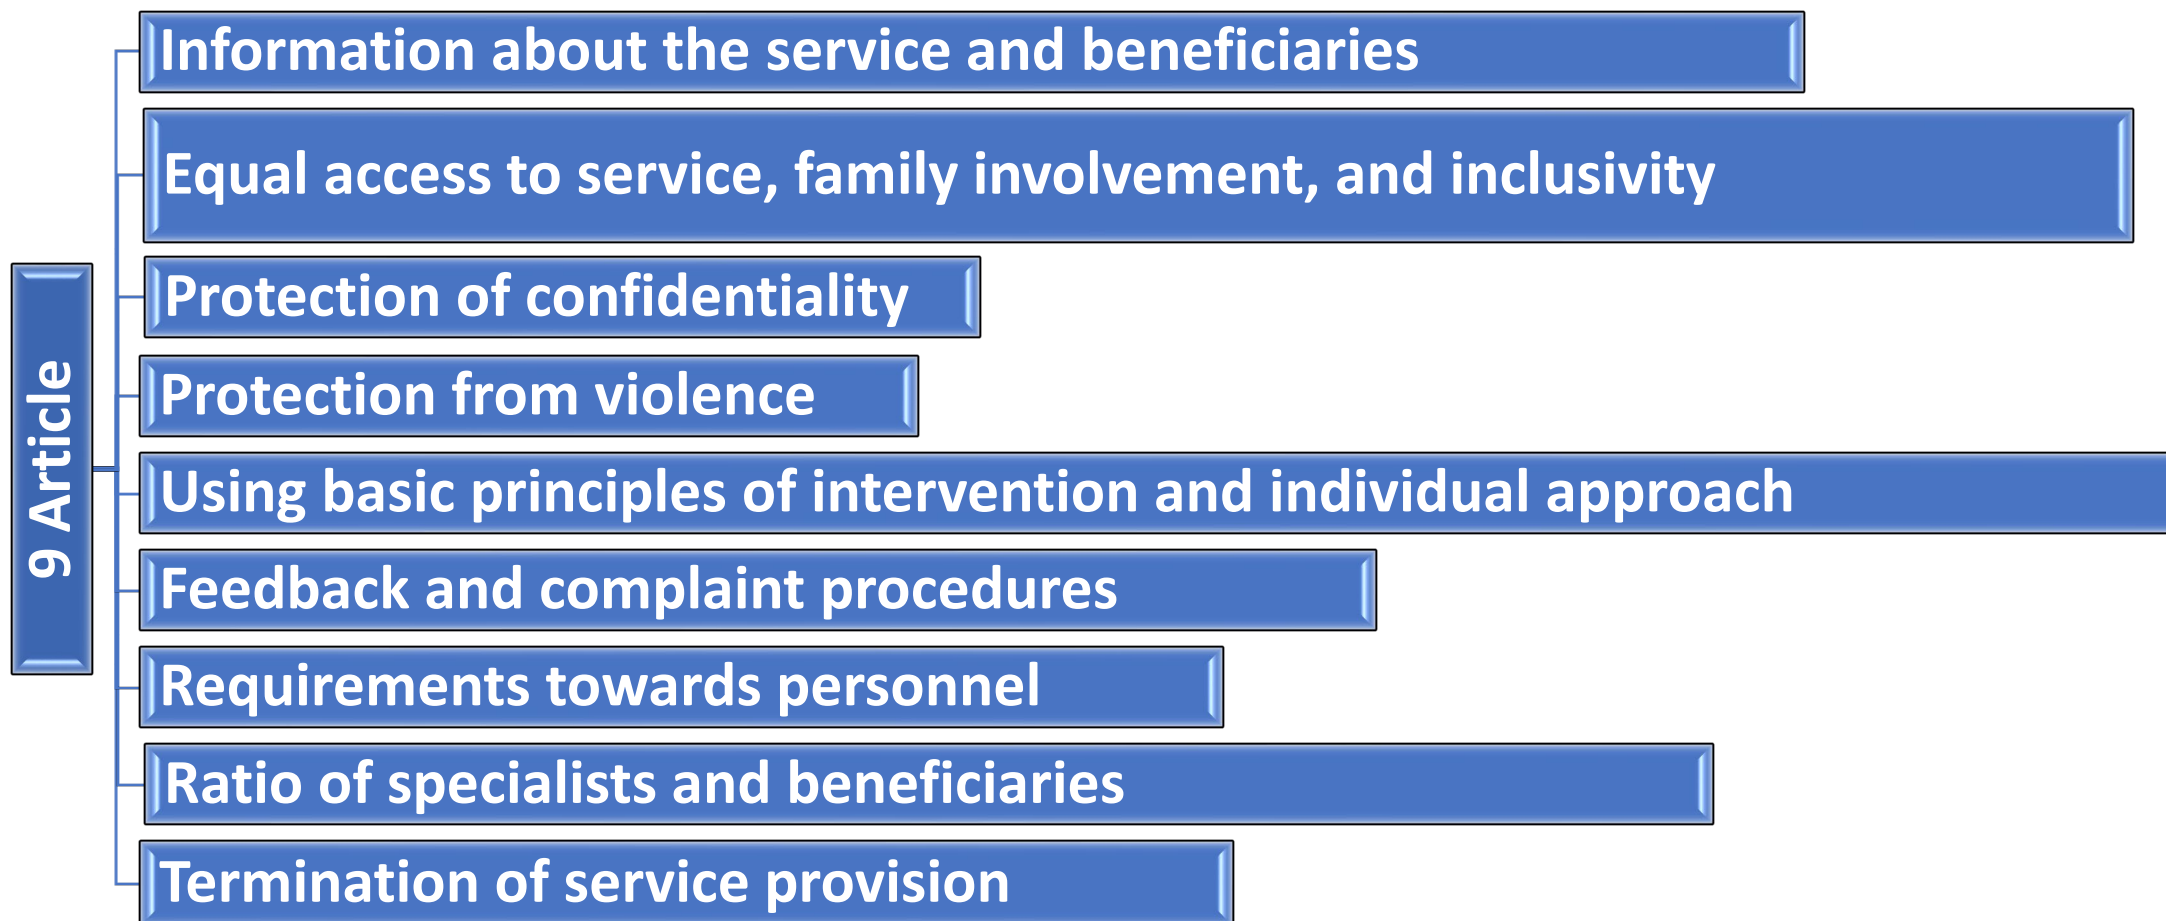 9 Article
Information about the service and beneficiaries
Equal access to service, family involvement, and inclusivity
Protection of confidentiality
Protection from violence
Using basic principles of intervention and individual approach
Feedback and complaint procedures
Requirements towards personnel
Ratio of specialists and beneficiaries
Termination of service provision